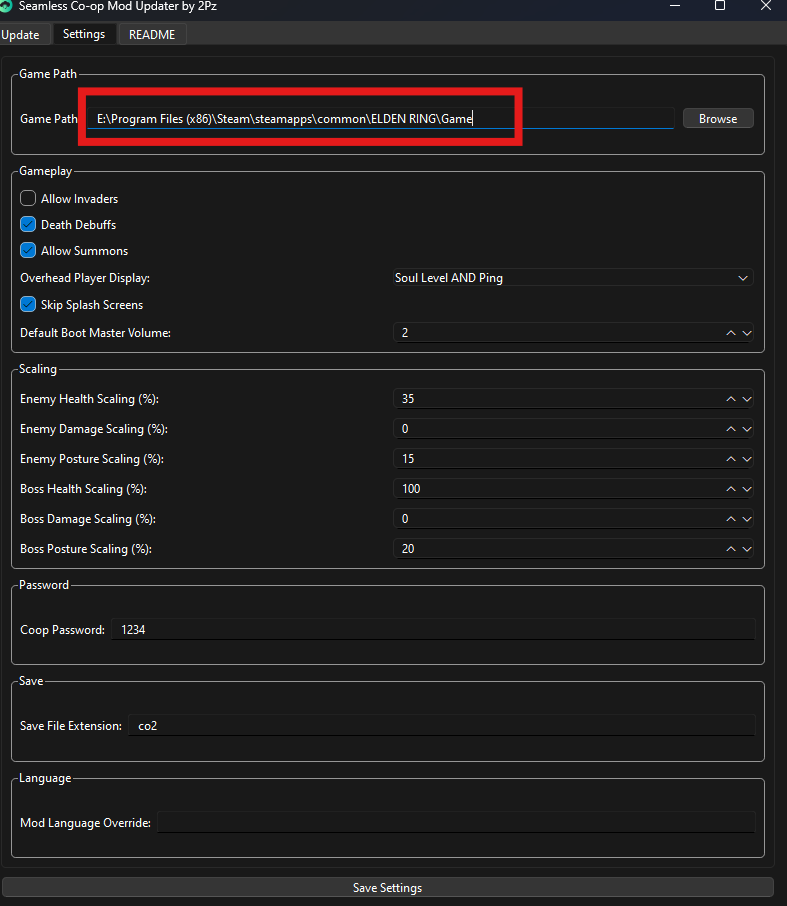 Seamless Co-op Mod Updater by 2Pz
Update Settings README
Game Path
Game Path E:\Program Files (x86)\Steam\steamapps\common\ELDEN RING\Game Browse
Gameplay
Allow Invaders
Death Debuffs
Allow Summons
Overhead Player Display: Soul Level AND Ping
Skip Splash Screens
Default Boot Master Volume: 2
Scaling
Enemy Health Scaling (%): 35
Enemy Damage Scaling (%): 0
Enemy Posture Scaling (%): 15
Boss Health Scaling (%): 100
Boss Damage Scaling (%): 0
Boss Posture Scaling (%): 20
Password
Coop Password: 1234
Save
Save File Extension: co2
Language
Mod Language Override:
Save Settings